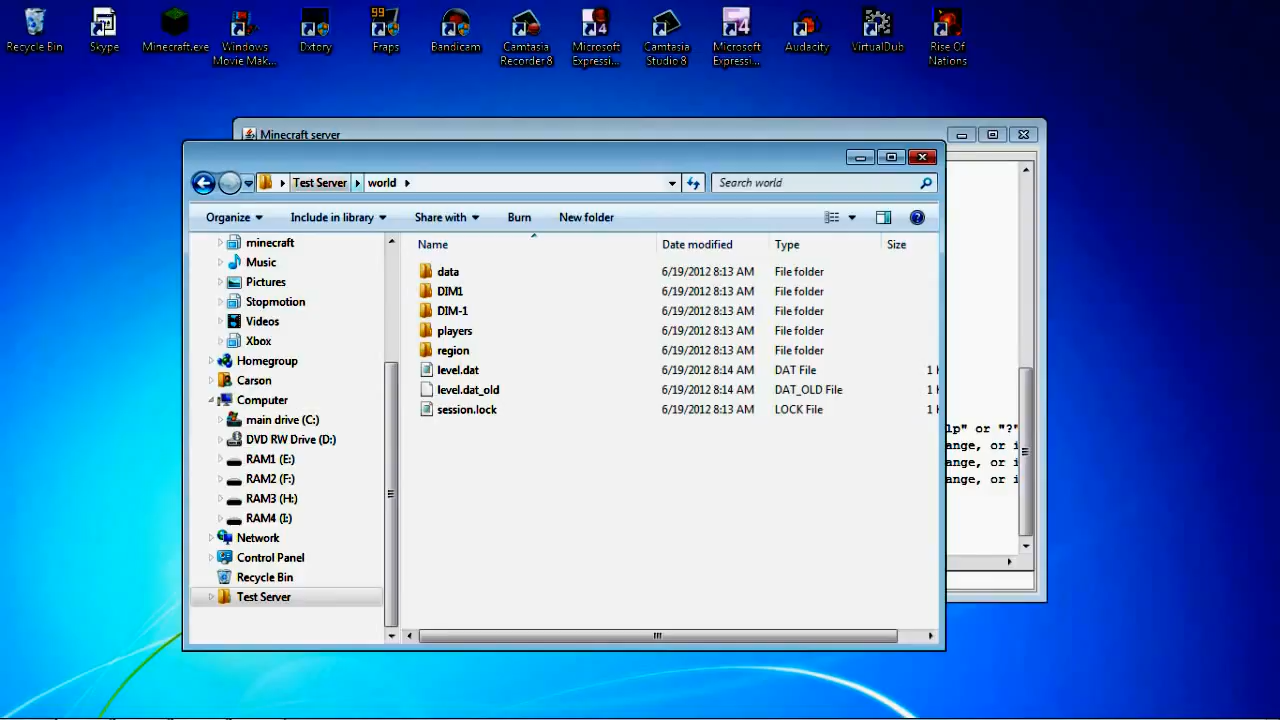 99
Recycle Bin
Skype
Minecraft.exe
Windows
Movie Mak...
Dxtory
Fraps
Bandicam
Camtasia
Recorder 8
Microsoft
Expressi...
Camtasia
Studio 8
Microsoft
Expressi...
Audacity
VirtualDub
Rise Of
Nations
Minecraft server
Test Server world
Search world
Organize Include in library Share with Burn New folder
Name Date modified Type Size
minecraft
Music
Pictures
Stopmotion
Videos
Xbox
Homegroup
Carson
Computer
main drive (C:)
DVD RW Drive (D:)
RAM1 (E:)
RAM2 (F:)
RAM3 (H:)
RAM4 (I:)
Network
Control Panel
Recycle Bin
Test Server
data 6/19/2012 8:13 AM File folder
DIM1 6/19/2012 8:13 AM File folder
DIM-1 6/19/2012 8:13 AM File folder
players 6/19/2012 8:13 AM File folder
region 6/19/2012 8:13 AM File folder
level.dat 6/19/2012 8:14 AM DAT File 1
level.dat_old 6/19/2012 8:14 AM DAT_OLD File 1
session.lock 6/19/2012 8:13 AM LOCK File 1
lp" or "?"
ange, or i
ange, or i
ange, or i